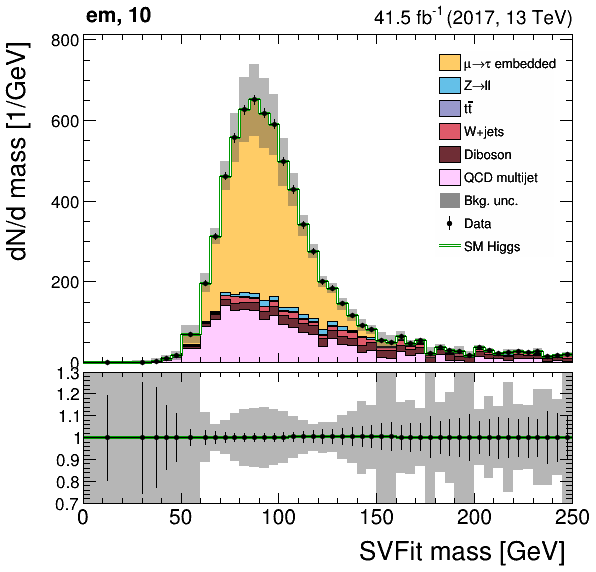 em, 10
41.5 fb⁻¹ (2017, 13 TeV)
dN/d mass [1/GeV]
800
600
400
200
0
μ→τ embedded
Z→ll
tt̄
W+jets
Diboson
QCD multijet
Bkg. unc.
Data
SM Higgs
1.3
1.2
1.1
1
0.9
0.8
0.7
0 50 100 150 200 250
SVFit mass [GeV]